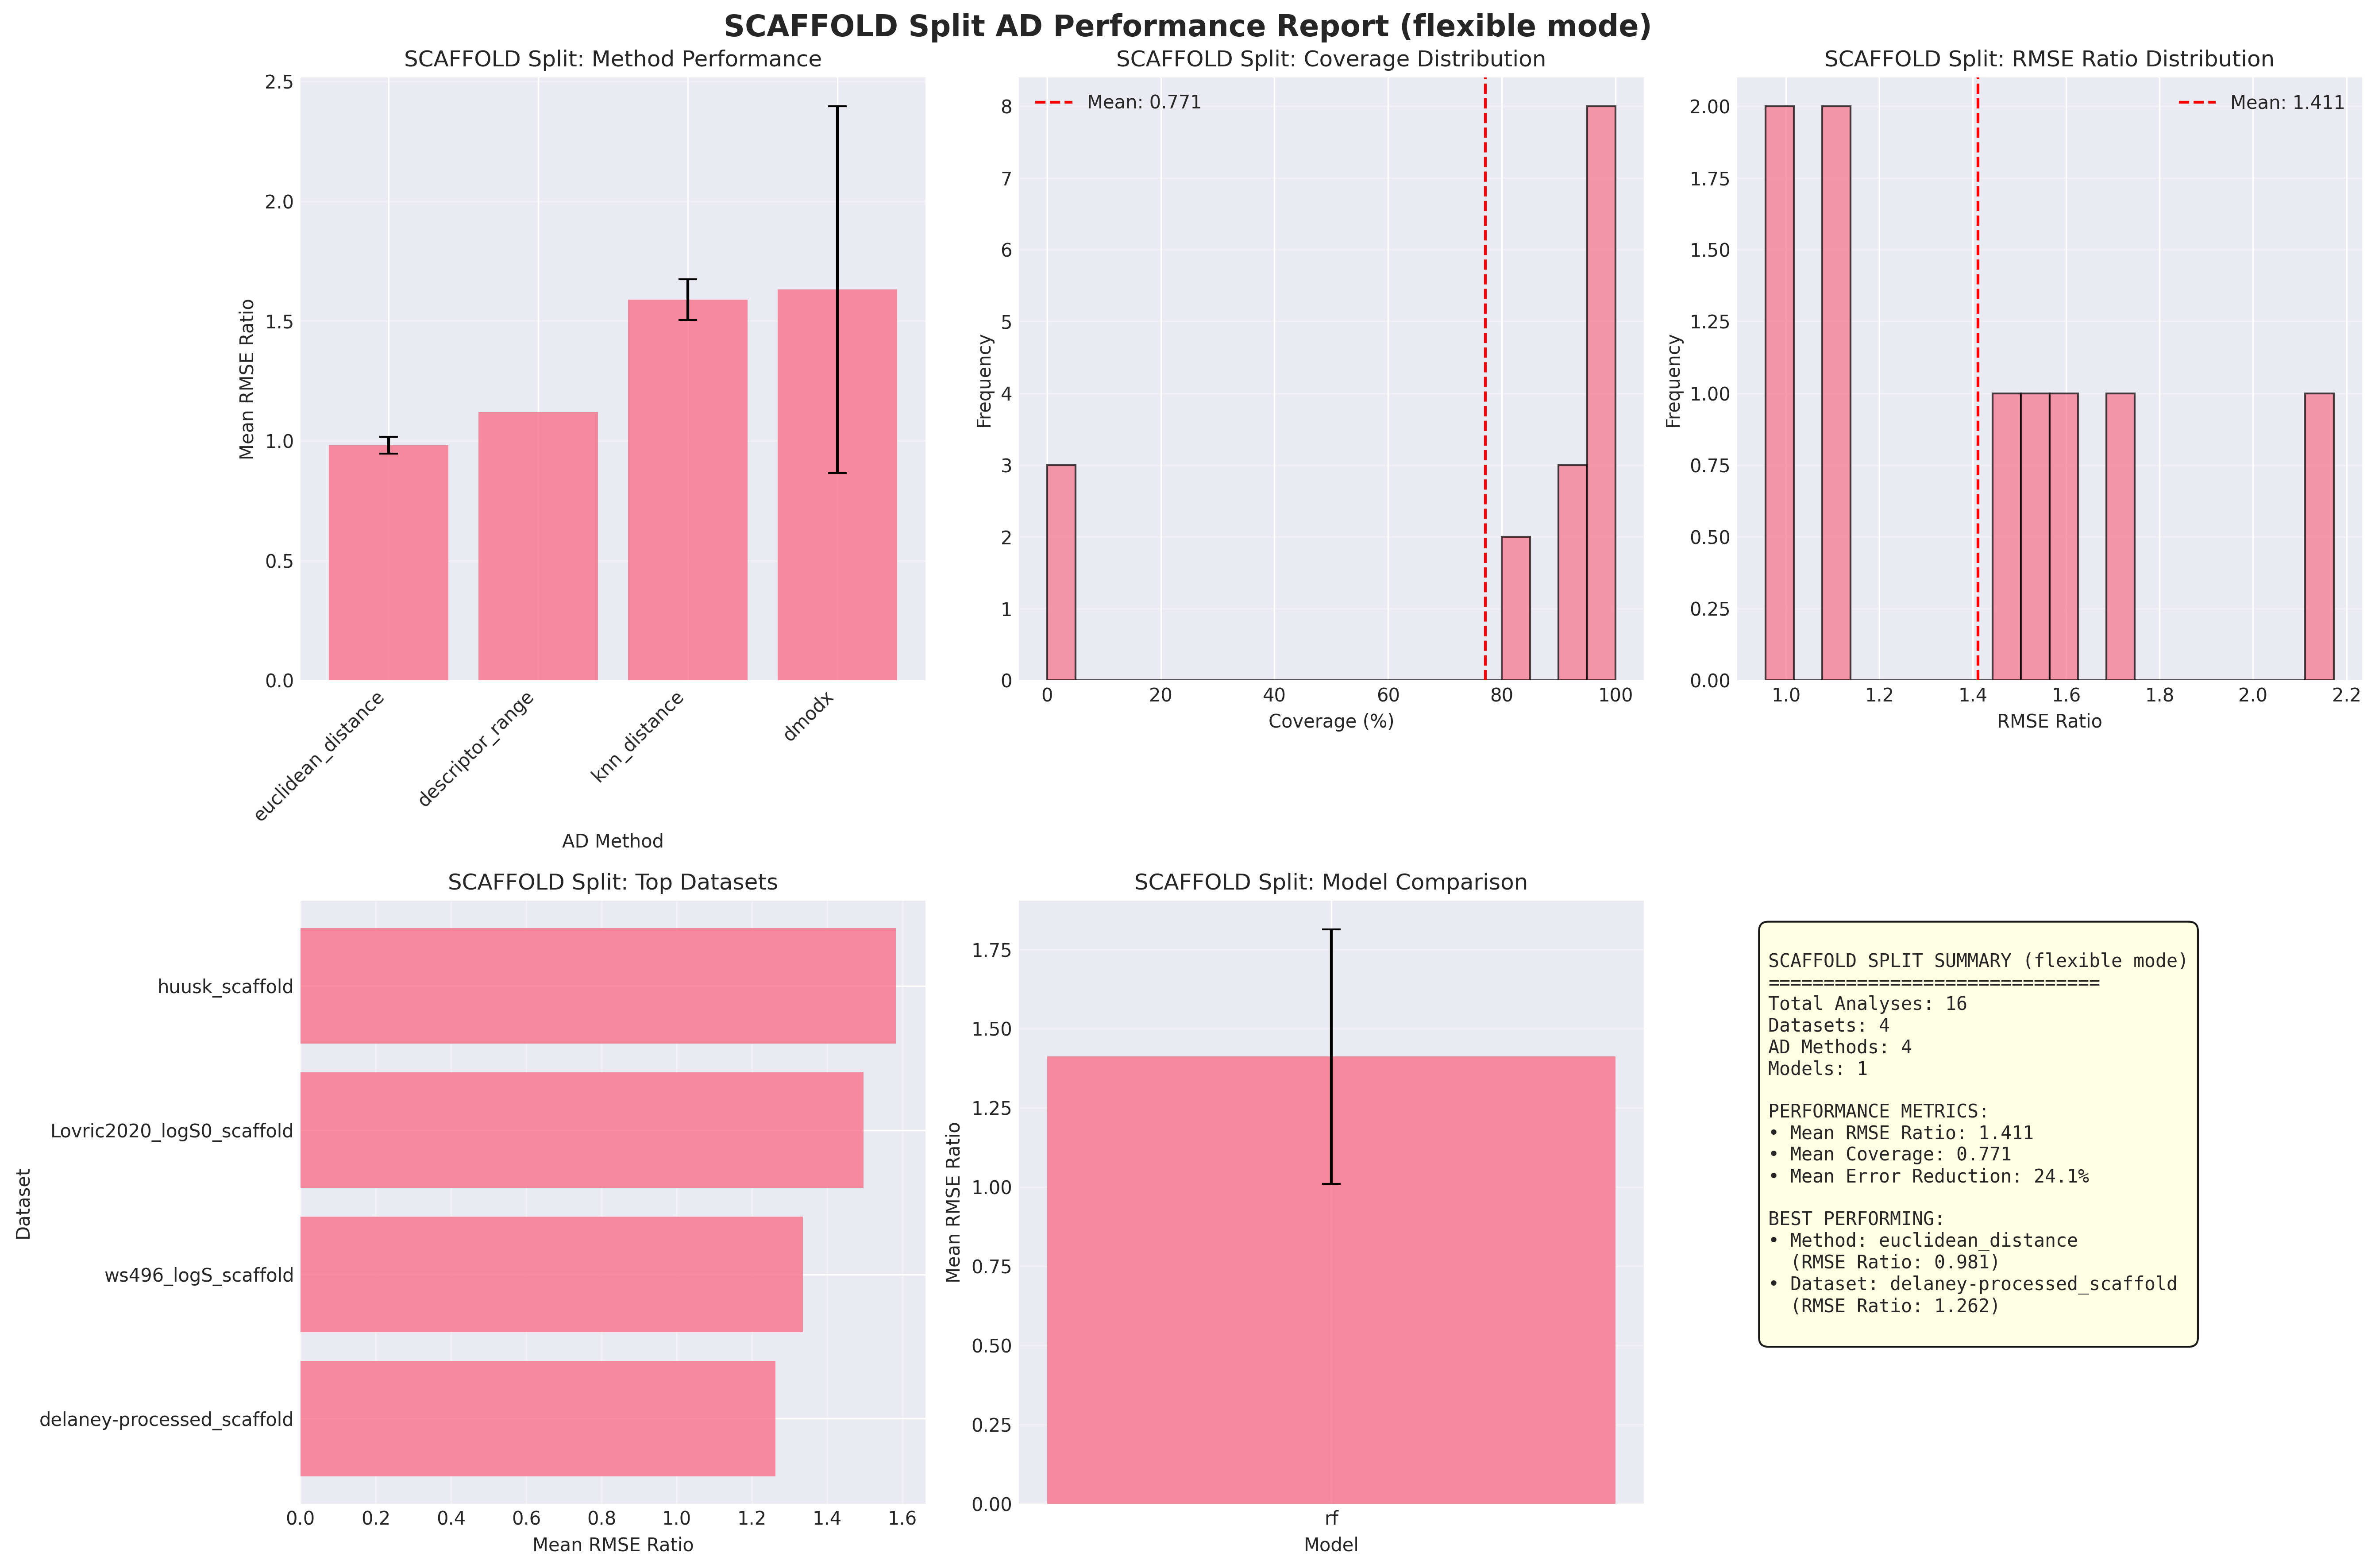 SCAFFOLD Split AD Performance Report (flexible mode)
SCAFFOLD Split: Method Performance
2.5
2.0
1.5
1.0
0.5
0.0
Mean RMSE Ratio
euclidean_distance
descriptor_range
knn_distance
dmodx
AD Method
SCAFFOLD Split: Coverage Distribution
Mean: 0.771
8
7
6
5
4
3
2
1
0
Frequency
0 20 40 60 80 100
Coverage (%)
SCAFFOLD Split: RMSE Ratio Distribution
Mean: 1.411
2.00
1.75
1.50
1.25
1.00
0.75
0.50
0.25
0.00
Frequency
1.0 1.2 1.4 1.6 1.8 2.0 2.2
RMSE Ratio
SCAFFOLD Split: Top Datasets
Dataset
huusk_scaffold
Lovric2020_logS0_scaffold
ws496_logS_scaffold
delaney-processed_scaffold
0.0 0.2 0.4 0.6 0.8 1.0 1.2 1.4 1.6
Mean RMSE Ratio
SCAFFOLD Split: Model Comparison
1.75
1.50
1.25
1.00
0.75
0.50
0.25
0.00
Mean RMSE Ratio
rf
Model
SCAFFOLD SPLIT SUMMARY (flexible mode)
==============================
Total Analyses: 16
Datasets: 4
AD Methods: 4
Models: 1
PERFORMANCE METRICS:
• Mean RMSE Ratio: 1.411
• Mean Coverage: 0.771
• Mean Error Reduction: 24.1%
BEST PERFORMING:
• Method: euclidean_distance
(RMSE Ratio: 0.981)
• Dataset: delaney-processed_scaffold
(RMSE Ratio: 1.262)